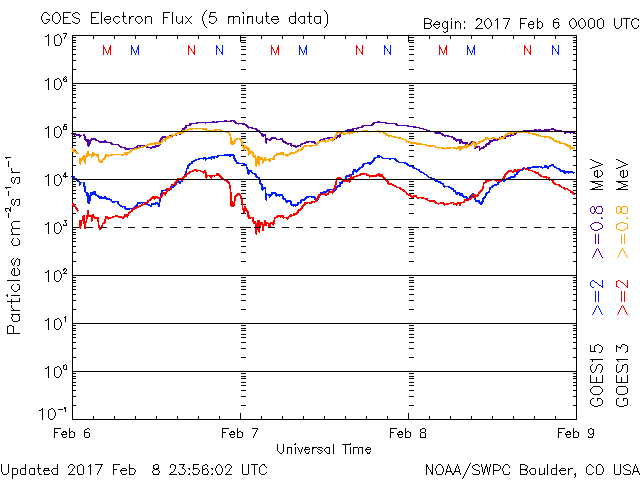 GOES Electron Flux (5 minute data)
Begin: 2017 Feb 6 0000 UTC
10⁷
M M N N M M N N M M N N
10⁶
10⁵
10⁴
10³
10²
10¹
10⁰
10⁻¹
Particles cm⁻²s⁻¹sr⁻¹
Feb 6 Feb 7 Feb 8 Feb 9
Universal Time
GOES15 >=2 >=0.8 MeV
GOES13 >=2 >=0.8 MeV
Updated 2017 Feb 8 23:56:02 UTC
NOAA/SWPC Boulder, CO USA